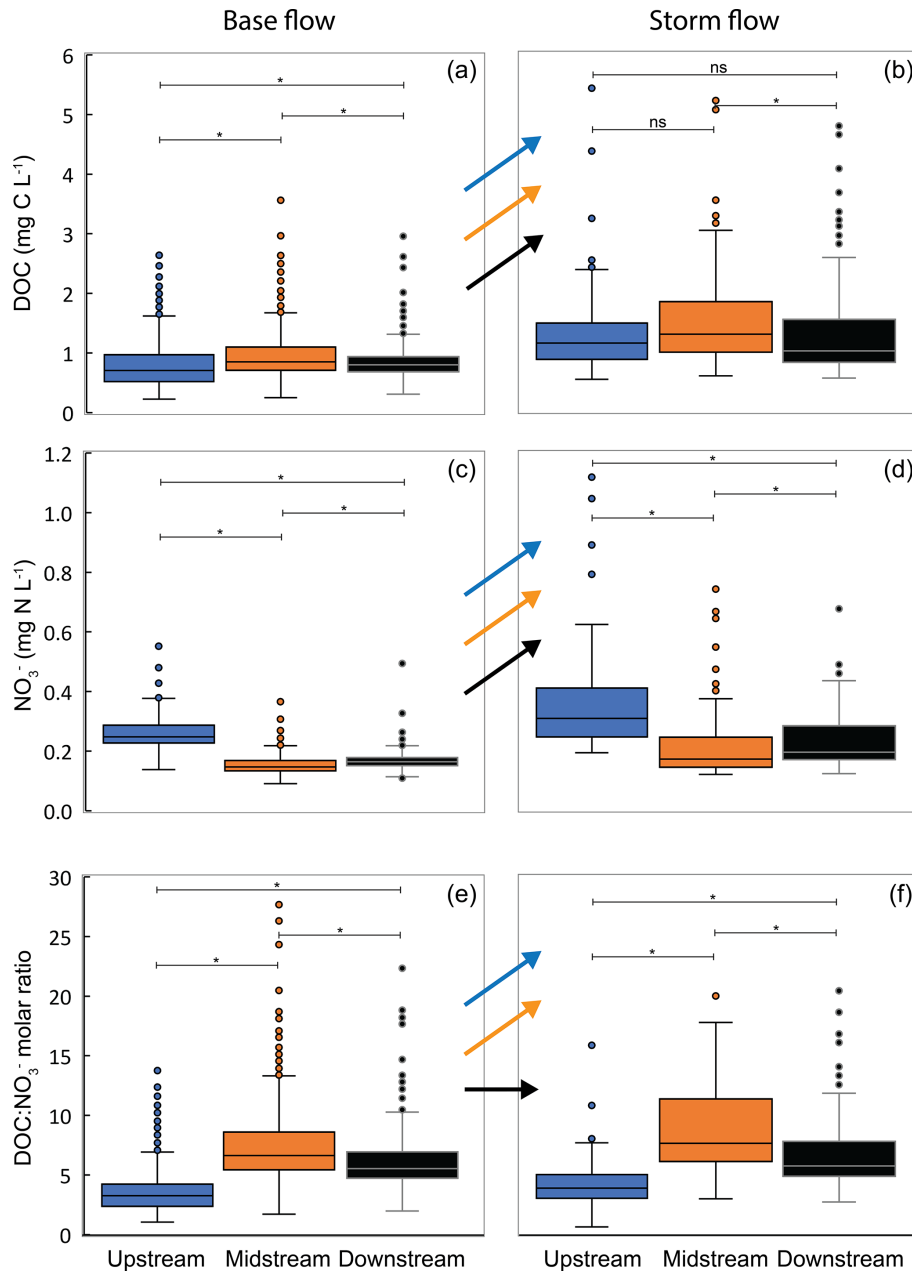 Base flow
Storm flow
DOC (mg C L⁻¹)
6
5
4
3
2
1
0
(a)
*
*
*
(b)
ns
*
ns
NO₃⁻ (mg N L⁻¹)
1.2
1.0
0.8
0.6
0.4
0.2
0.0
(c)
*
*
*
(d)
*
*
*
DOC:NO₃⁻ molar ratio
30
25
20
15
10
5
0
(e)
*
*
*
(f)
*
*
*
Upstream Midstream Downstream
Upstream Midstream Downstream